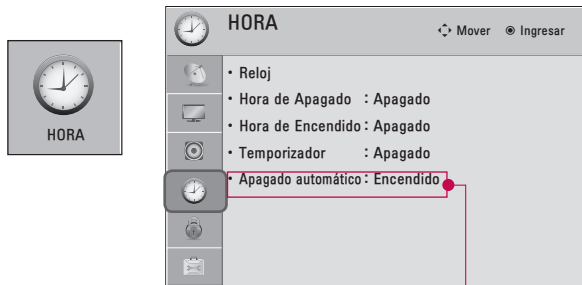 HORA
HORA
Mover Ingresar
• Reloj
• Hora de Apagado : Apagado
• Hora de Encendido : Apagado
• Temporizador : Apagado
• Apagado automático : Encendido